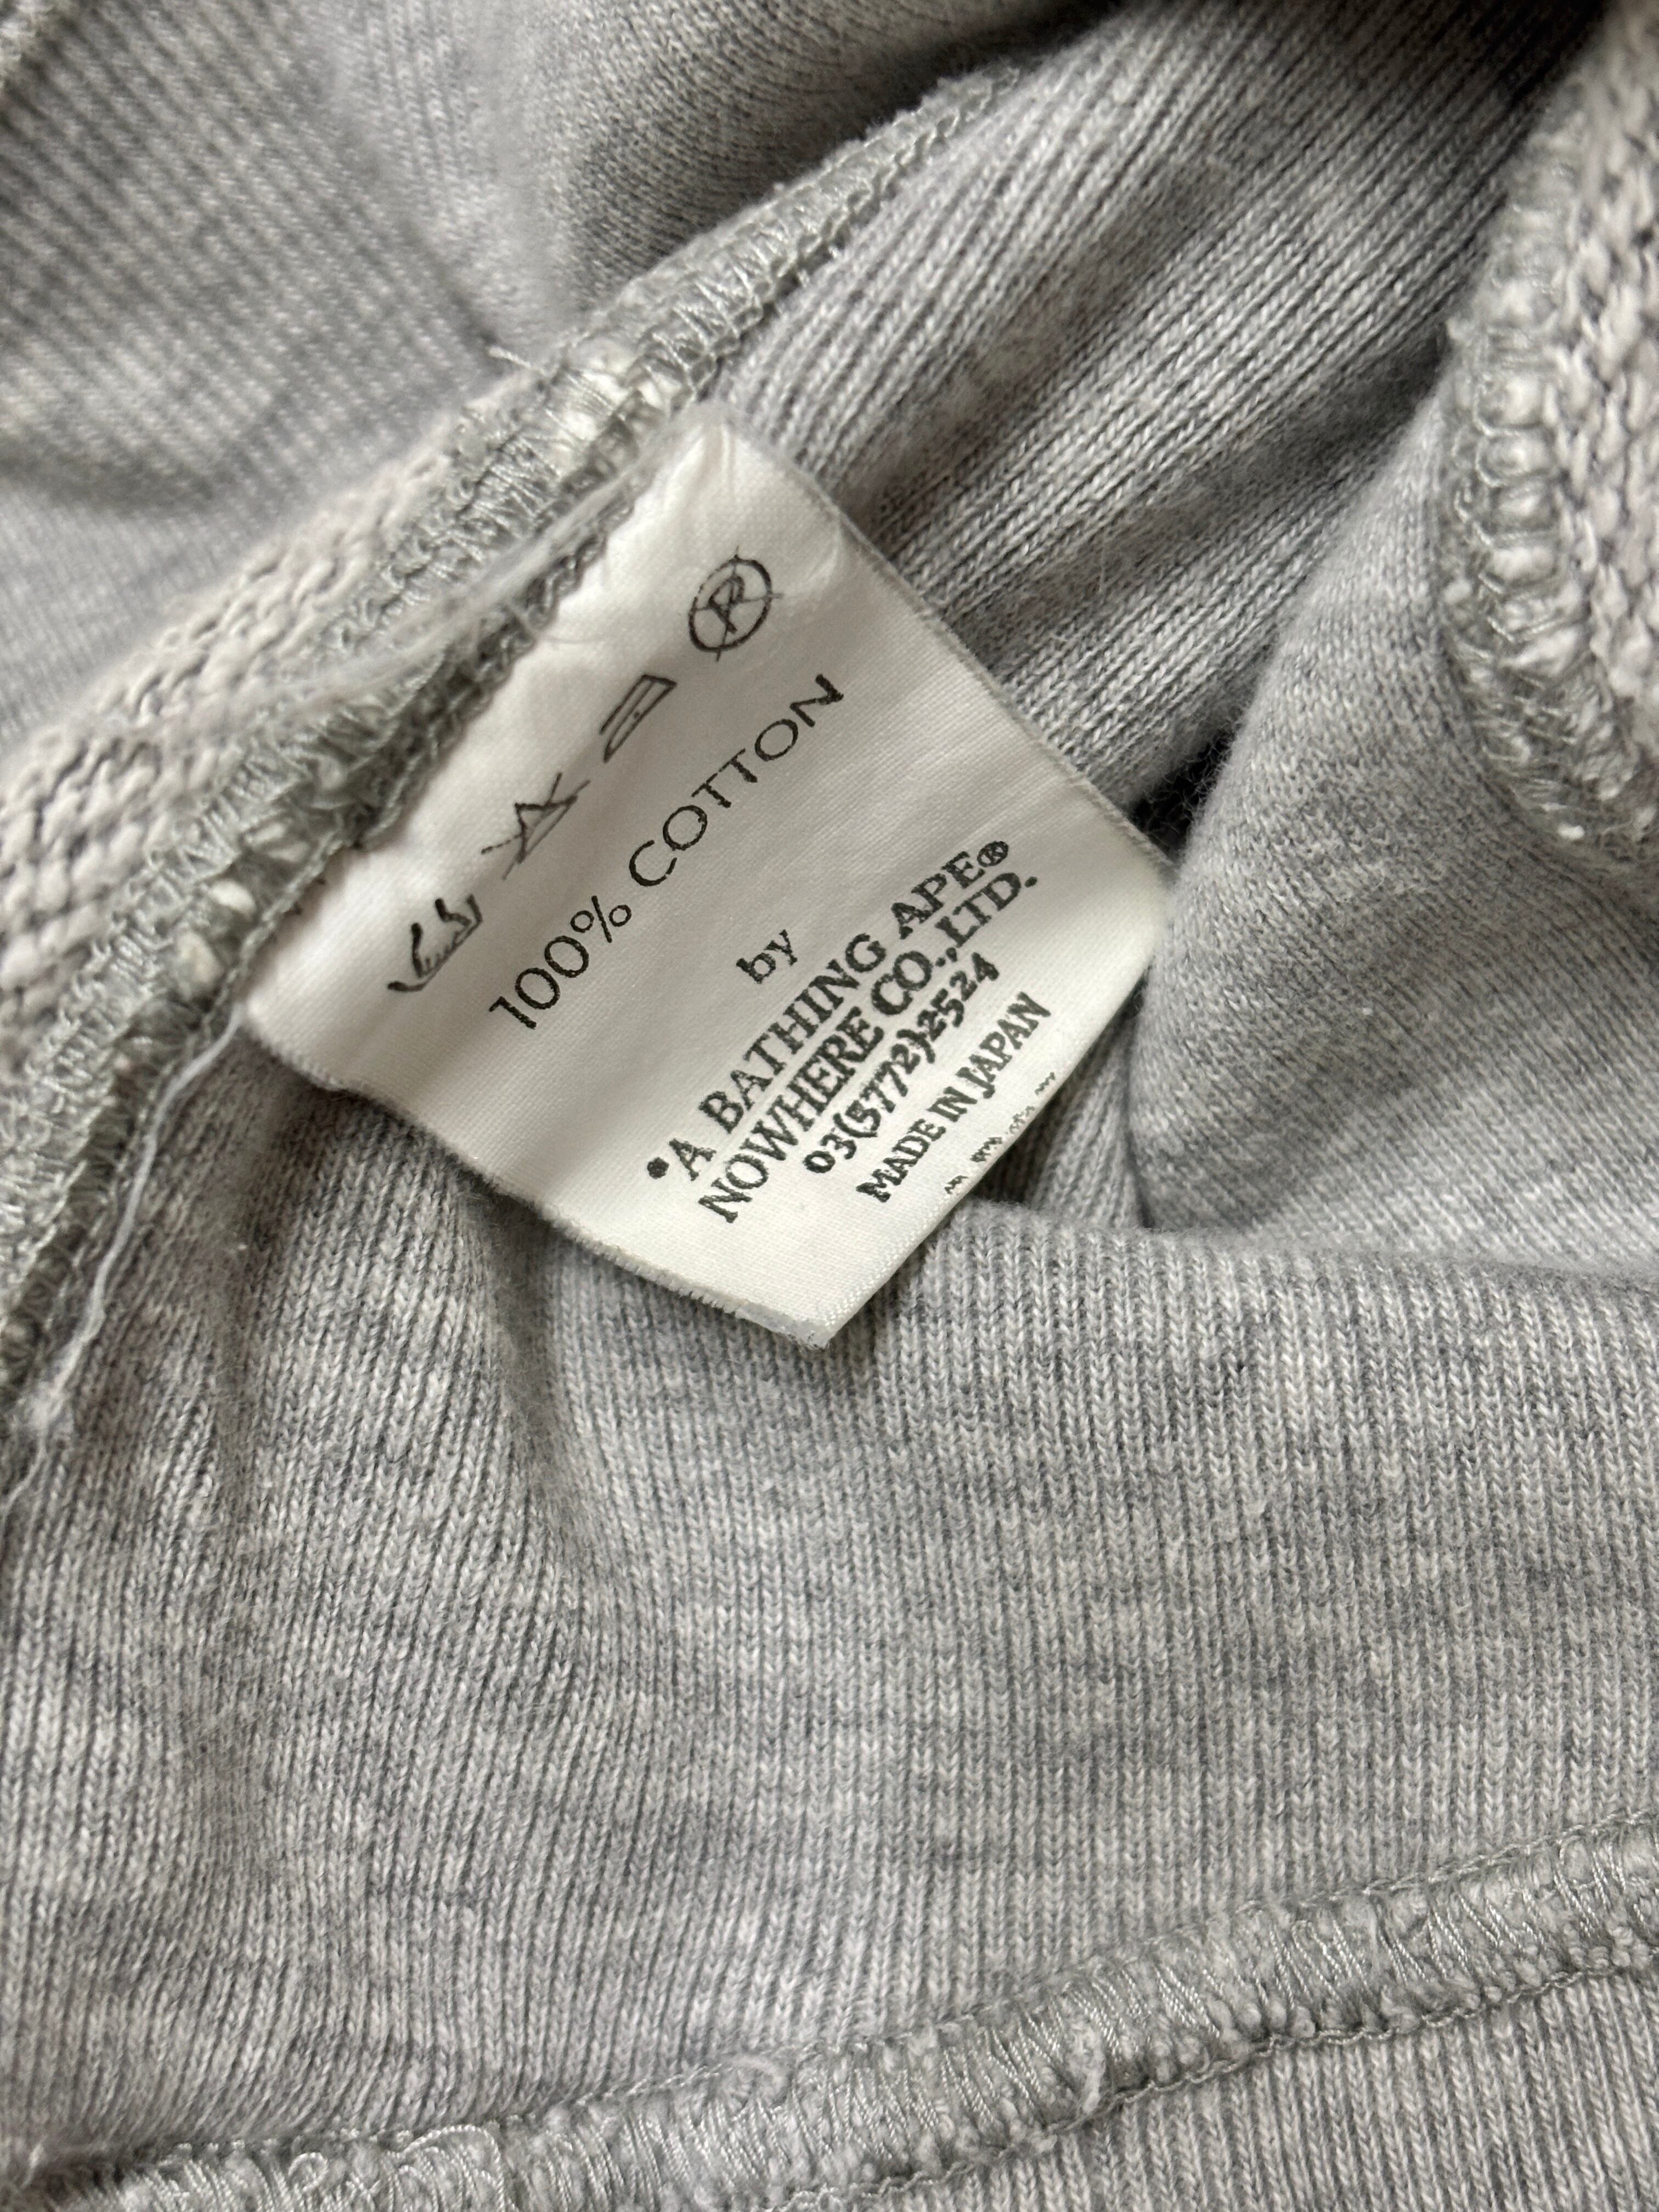 100% COTTON
by
*A BATHING APE®
NOWHERE CO.,LTD.
03(5772)2524
MADE IN JAPAN